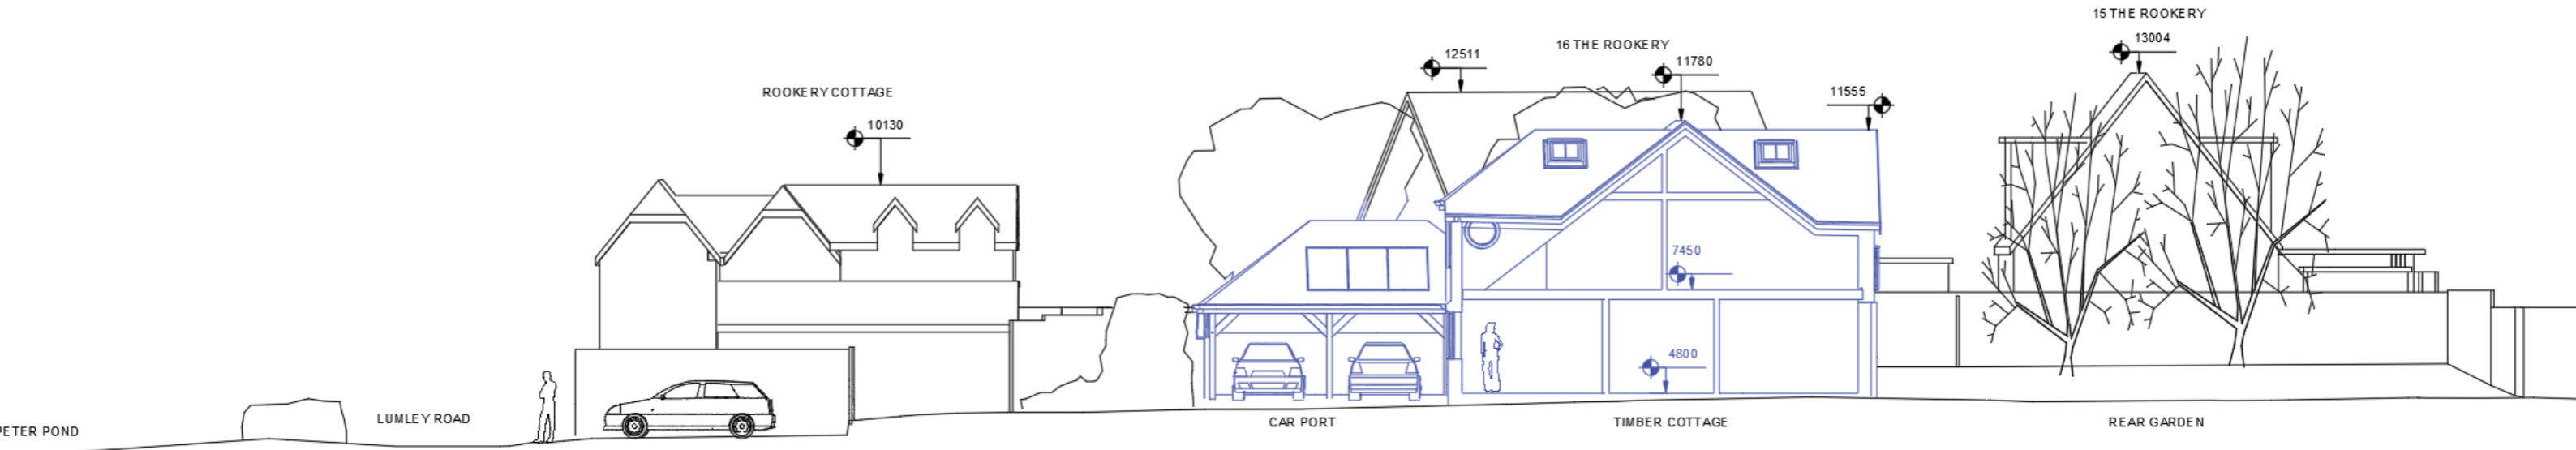 15 THE ROOKERY
13004
16 THE ROOKERY
12511
11780
11555
ROOKERY COTTAGE
10130
7450
4800
LUMLEY ROAD
PETER POND
CAR PORT
TIMBER COTTAGE
REAR GARDEN